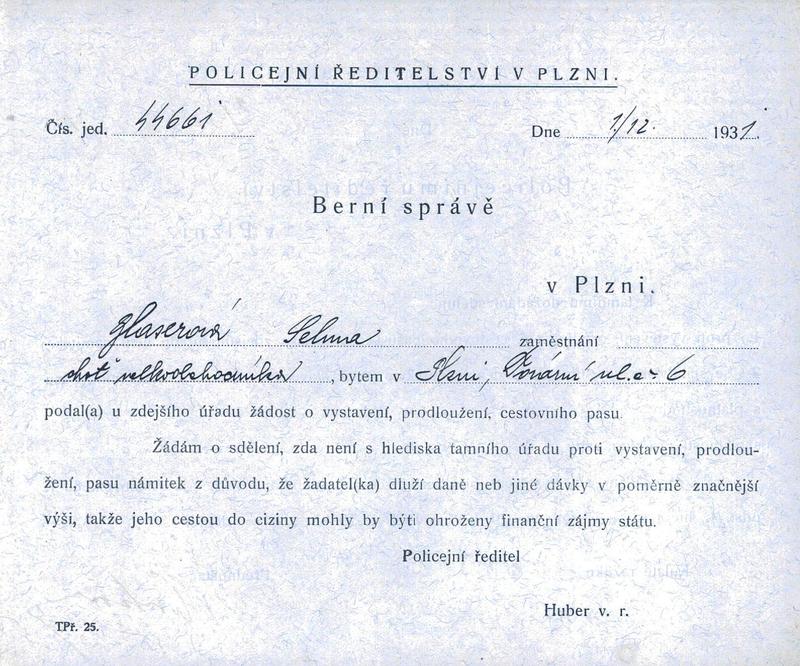 POLICEJNÍ ŘEDITELSTVÍ V PLZNI.
Čís. jed. 44661 Dne 1/12. 1931.
Berní správě
v Plzni.
Glaserová Selma zaměstnání
choť velkoobchodníka, bytem v Plzni, ul. č. 6
podal(a) u zdejšího úřadu žádost o vystavení, prodloužení, cestovního pasu.
Žádám o sdělení, zda není s hlediska tamního úřadu proti vystavení, prodlou-
žení, pasu námitek z důvodu, že žadatel(ka) dluží daně neb jiné dávky v poměrně značnější
výši, takže jeho cestou do ciziny mohly by býti ohroženy finanční zájmy státu.
Policejní ředitel
Huber v. r.
TPř. 25.